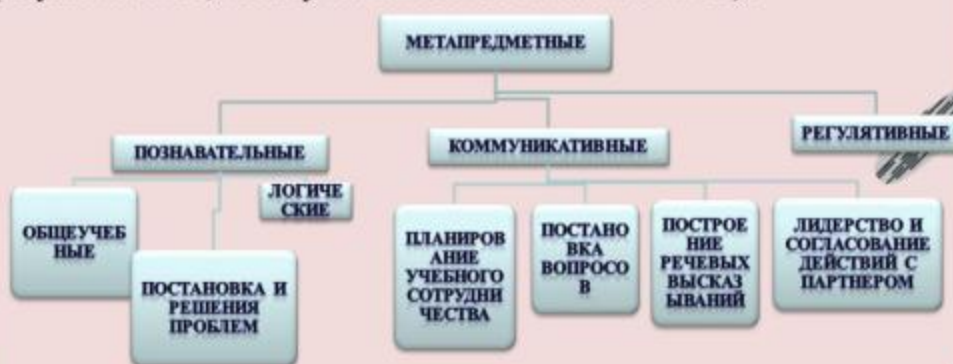 МЕТАПРЕДМЕТНЫЕ
ПОЗНАВАТЕЛЬНЫЕ
КОММУНИКАТИВНЫЕ
РЕГУЛЯТИВНЫЕ
ЛОГИЧЕ
СКИЕ
ОБЩЕУЧЕБ
НЫЕ
ПОСТАНОВКА И
РЕШЕНИЯ
ПРОБЛЕМ
ПЛАНИРОВ
АНИЕ
УЧЕБНОГО
СОТРУДНИ
ЧЕСТВА
ПОСТАНО
ВКА
ВОПРОСО
В
ПОСТРОЕ
НИЕ
РЕЧЕВЫХ
ВЫСКАЗ
ЫВАНИЙ
ЛИДЕРСТВО И
СОГЛАСОВАНИЕ
ДЕЙСТВИЙ С
ПАРТНЕРОМ